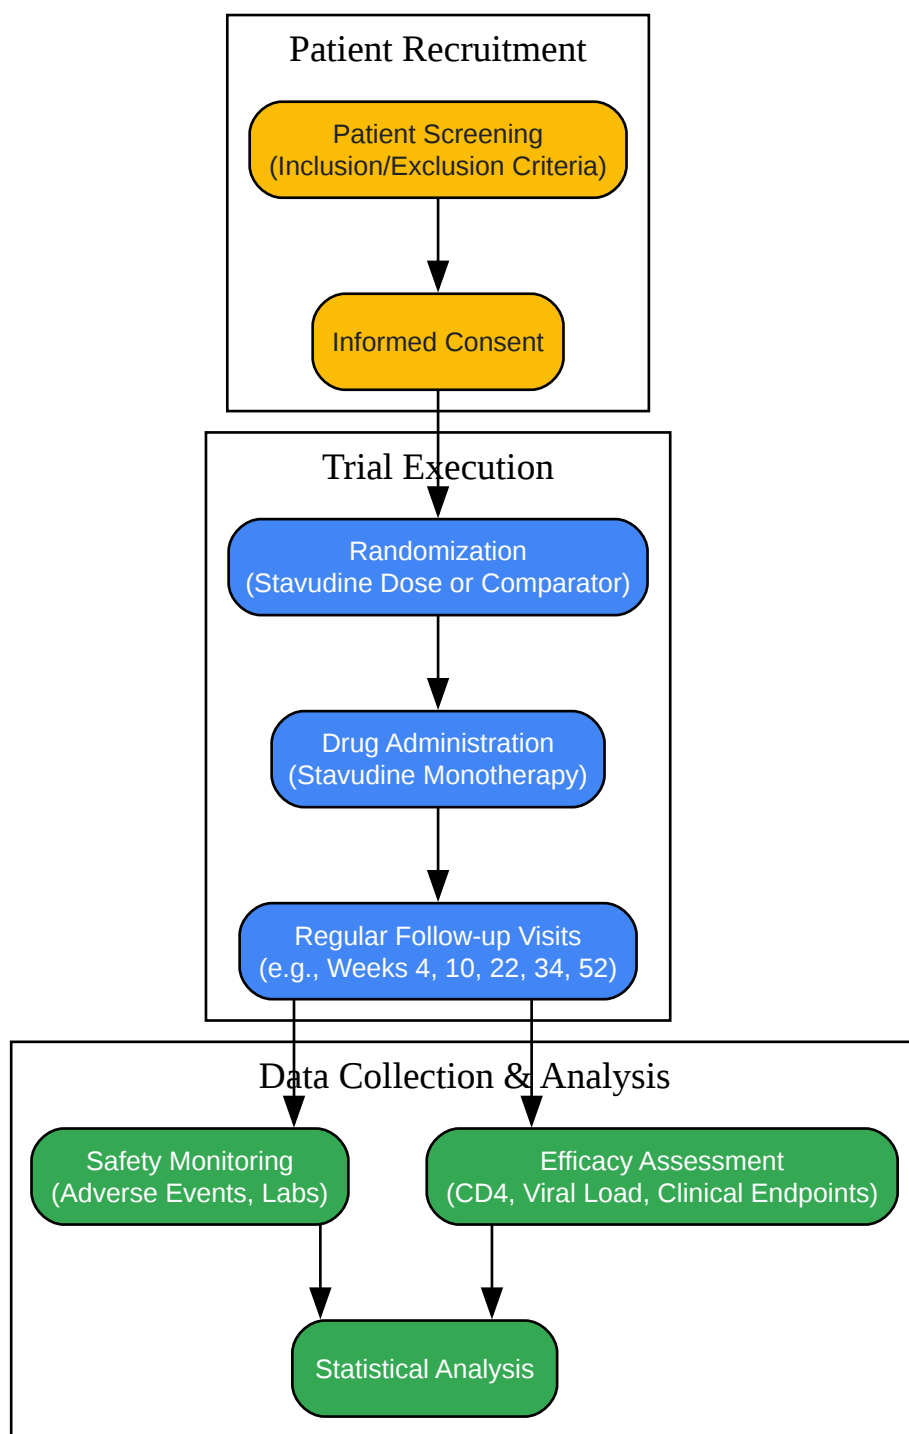 Patient Recruitment
Patient Screening
(Inclusion/Exclusion Criteria)
Informed Consent
Trial Execution
Randomization
(Stavudine Dose or Comparator)
Drug Administration
(Stavudine Monotherapy)
Regular Follow-up Visits
(e.g., Weeks 4, 10, 22, 34, 52)
Data Collection & Analysis
Safety Monitoring
(Adverse Events, Labs)
Efficacy Assessment
(CD4, Viral Load, Clinical Endpoints)
Statistical Analysis